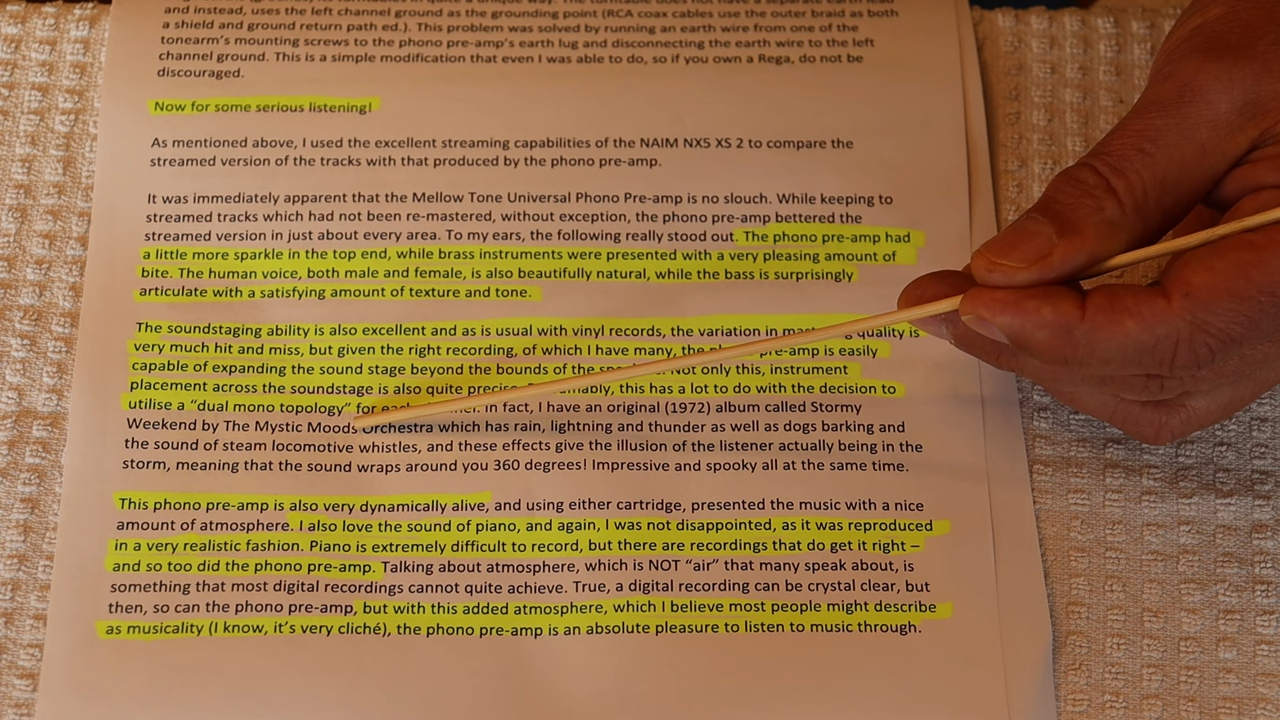 and instead, uses the left channel ground as the grounding point (RCA coax cables use the outer braid as both
a shield and ground return path ed.). This problem was solved by running an earth wire from one of the
tonearm's mounting screws to the phono pre-amp's earth lug and disconnecting the earth wire to the left
channel ground. This is a simple modification that even I was able to do, so if you own a Rega, do not be
discouraged.
Now for some serious listening!
As mentioned above, I used the excellent streaming capabilities of the NAIM NX5 XS 2 to compare the
streamed version of the tracks with that produced by the phono pre-amp.
It was immediately apparent that the Mellow Tone Universal Phono Pre-amp is no slouch. While keeping to
streamed tracks which had not been re-mastered, without exception, the phono pre-amp bettered the
streamed version in just about every area. To my ears, the following really stood out. The phono pre-amp had
a little more sparkle in the top end, while brass instruments were presented with a very pleasing amount of
bite. The human voice, both male and female, is also beautifully natural, while the bass is surprisingly
articulate with a satisfying amount of texture and tone.
The soundstaging ability is also excellent and as is usual with vinyl records, the variation in quality is
very much hit and miss, but given the right recording, of which I have many, the pre-amp is easily
capable of expanding the sound stage beyond the bounds of the Not only this, instrument
placement across the soundstage is also quite precise. this has a lot to do with the decision to
utilise a "dual mono topology" for In fact, I have an original (1972) album called Stormy
Weekend by The Mystic Moods Orchestra which has rain, lightning and thunder as well as dogs barking and
the sound of steam locomotive whistles, and these effects give the illusion of the listener actually being in the
storm, meaning that the sound wraps around you 360 degrees! Impressive and spooky all at the same time.
This phono pre-amp is also very dynamically alive, and using either cartridge, presented the music with a nice
amount of atmosphere. I also love the sound of piano, and again, I was not disappointed, as it was reproduced
in a very realistic fashion. Piano is extremely difficult to record, but there are recordings that do get it right –
and so too did the phono pre-amp. Talking about atmosphere, which is NOT "air" that many speak about, is
something that most digital recordings cannot quite achieve. True, a digital recording can be crystal clear, but
then, so can the phono pre-amp, but with this added atmosphere, which I believe most people might describe
as musicality (I know, it's very cliché), the phono pre-amp is an absolute pleasure to listen to music through.